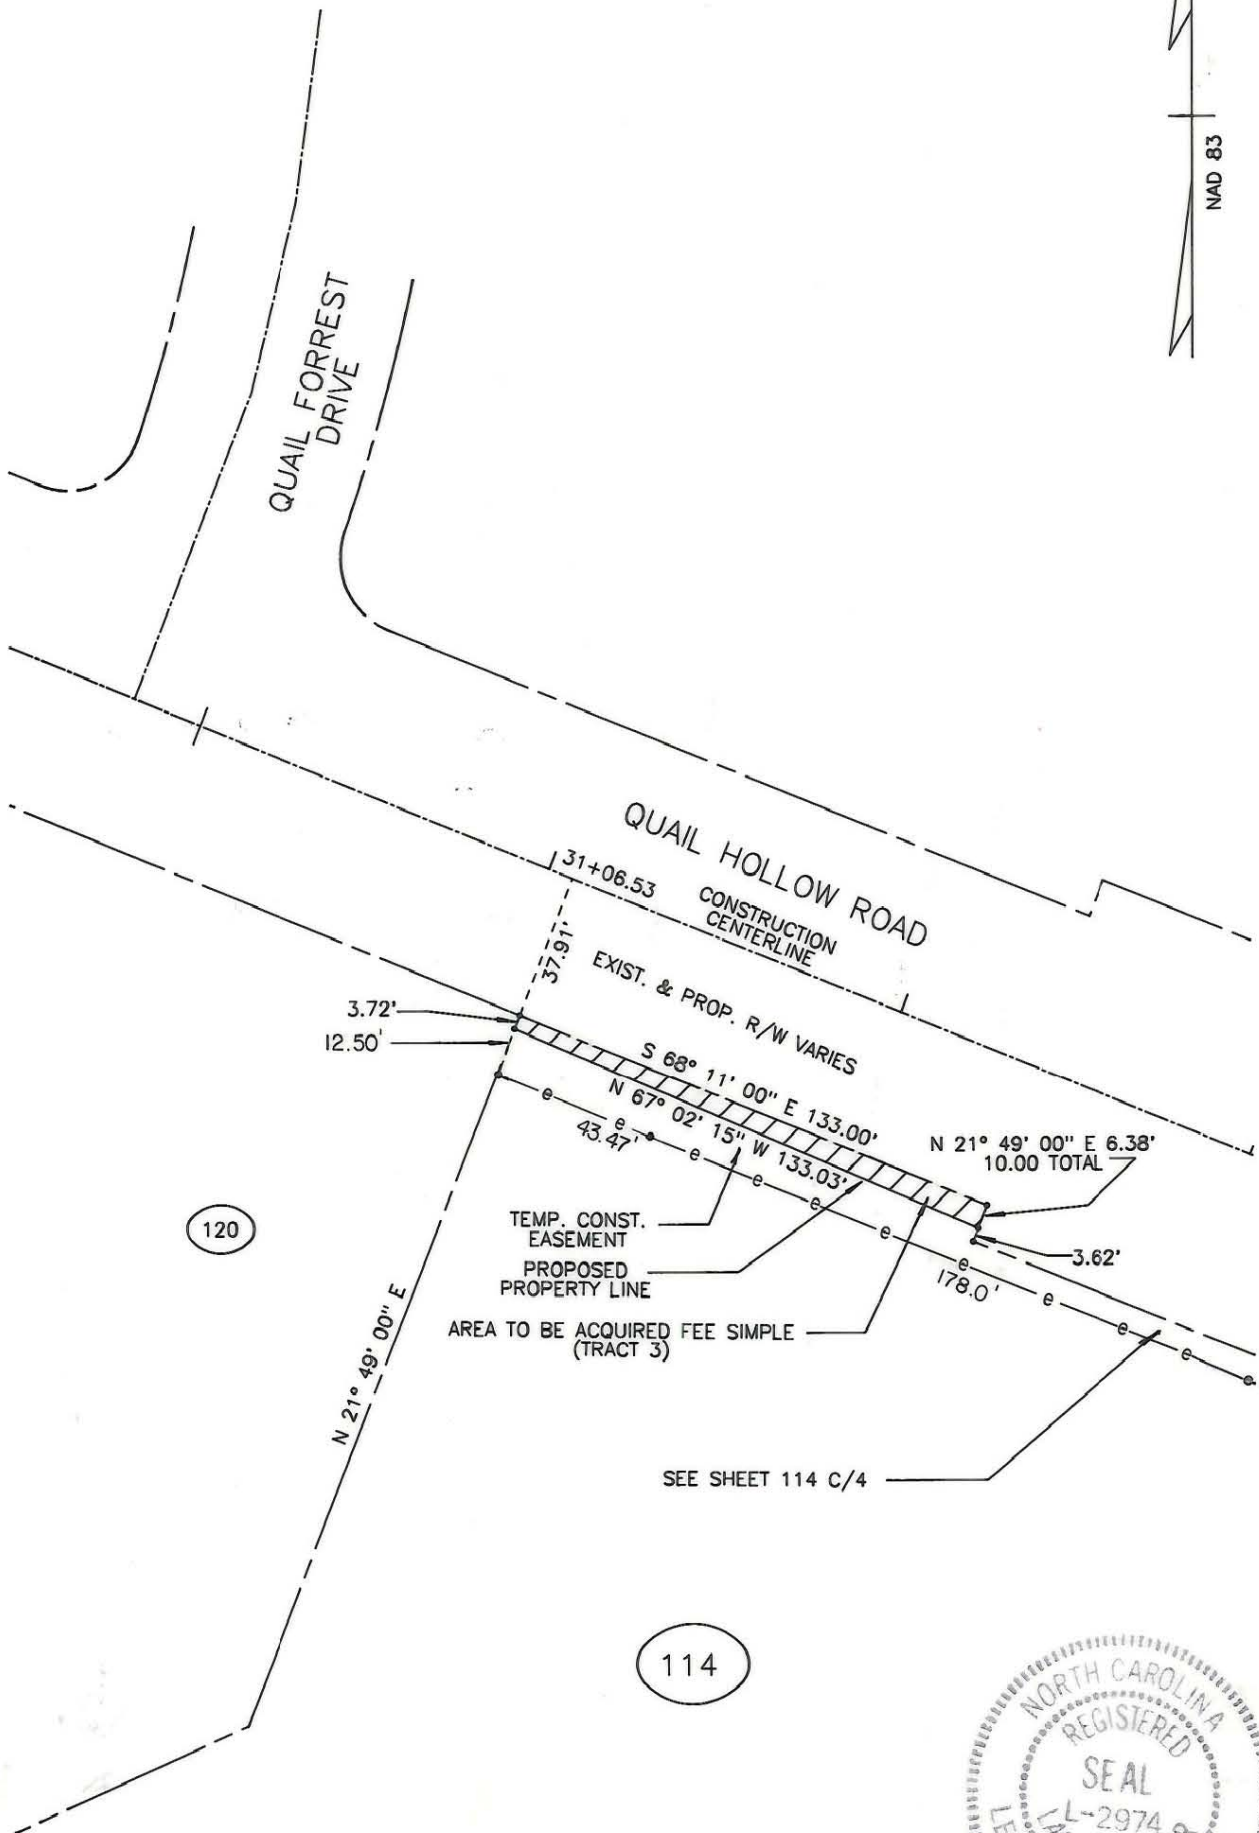 NAD 83
QUAIL FORREST
DRIVE
QUAIL HOLLOW ROAD
31+06.53
CONSTRUCTION
CENTERLINE
37.91'
EXIST. & PROP. R/W VARIES
3.72'
12.50'
S 68° 11' 00" E 133.00'
N 67° 02' 15" W 133.03'
e e e e e e e e e e e
43.47'
N 21° 49' 00" E 6.38'
10.00 TOTAL
3.62'
178.0'
120
TEMP. CONST.
EASEMENT
PROPOSED
PROPERTY LINE
AREA TO BE ACQUIRED FEE SIMPLE
(TRACT 3)
N 21° 49' 00" E
SEE SHEET 114 C/4
114
NORTH CAROLINA
REGISTERED
SEAL
L-2974